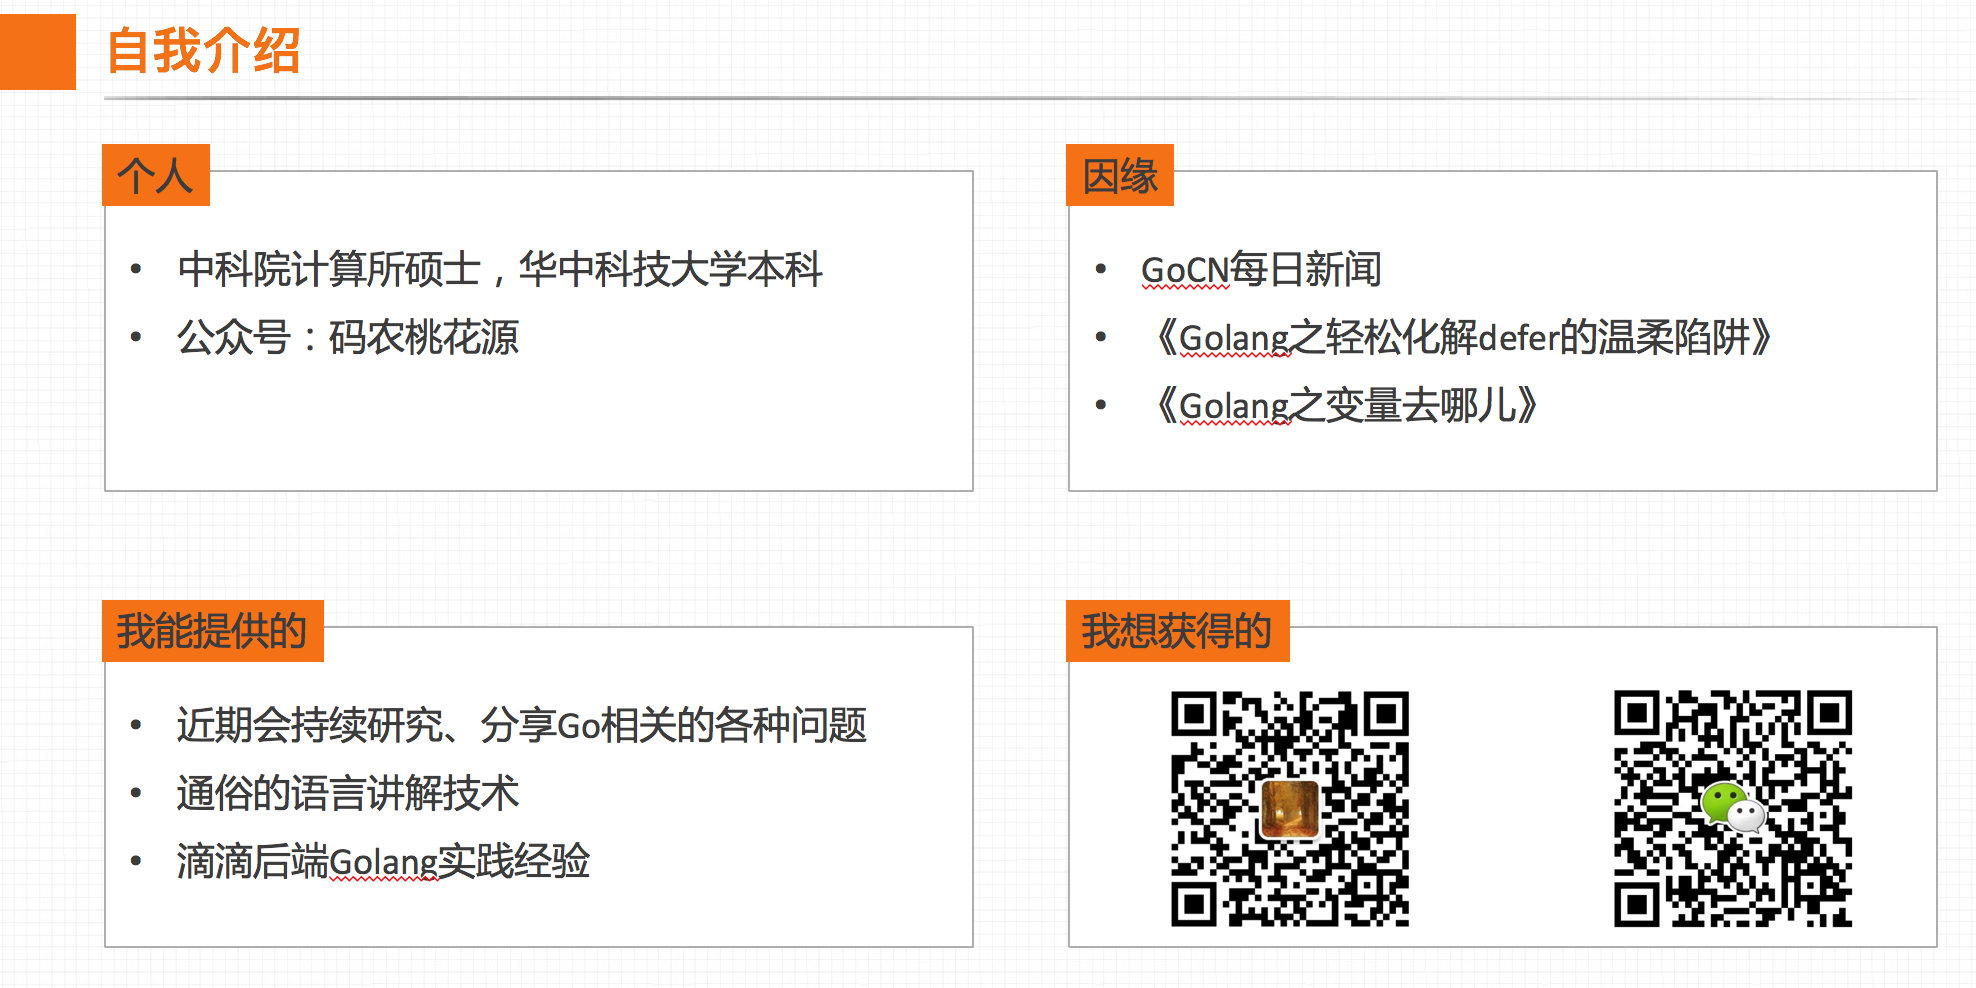 自我介绍
个人
• 中科院计算所硕士，华中科技大学本科
• 公众号：码农桃花源
因缘
• GoCN每日新闻
• 《Golang之轻松化解defer的温柔陷阱》
• 《Golang之变量去哪儿》
我能提供的
• 近期会持续研究、分享Go相关的各种问题
• 通俗的语言讲解技术
• 滴滴后端Golang实践经验
我想获得的